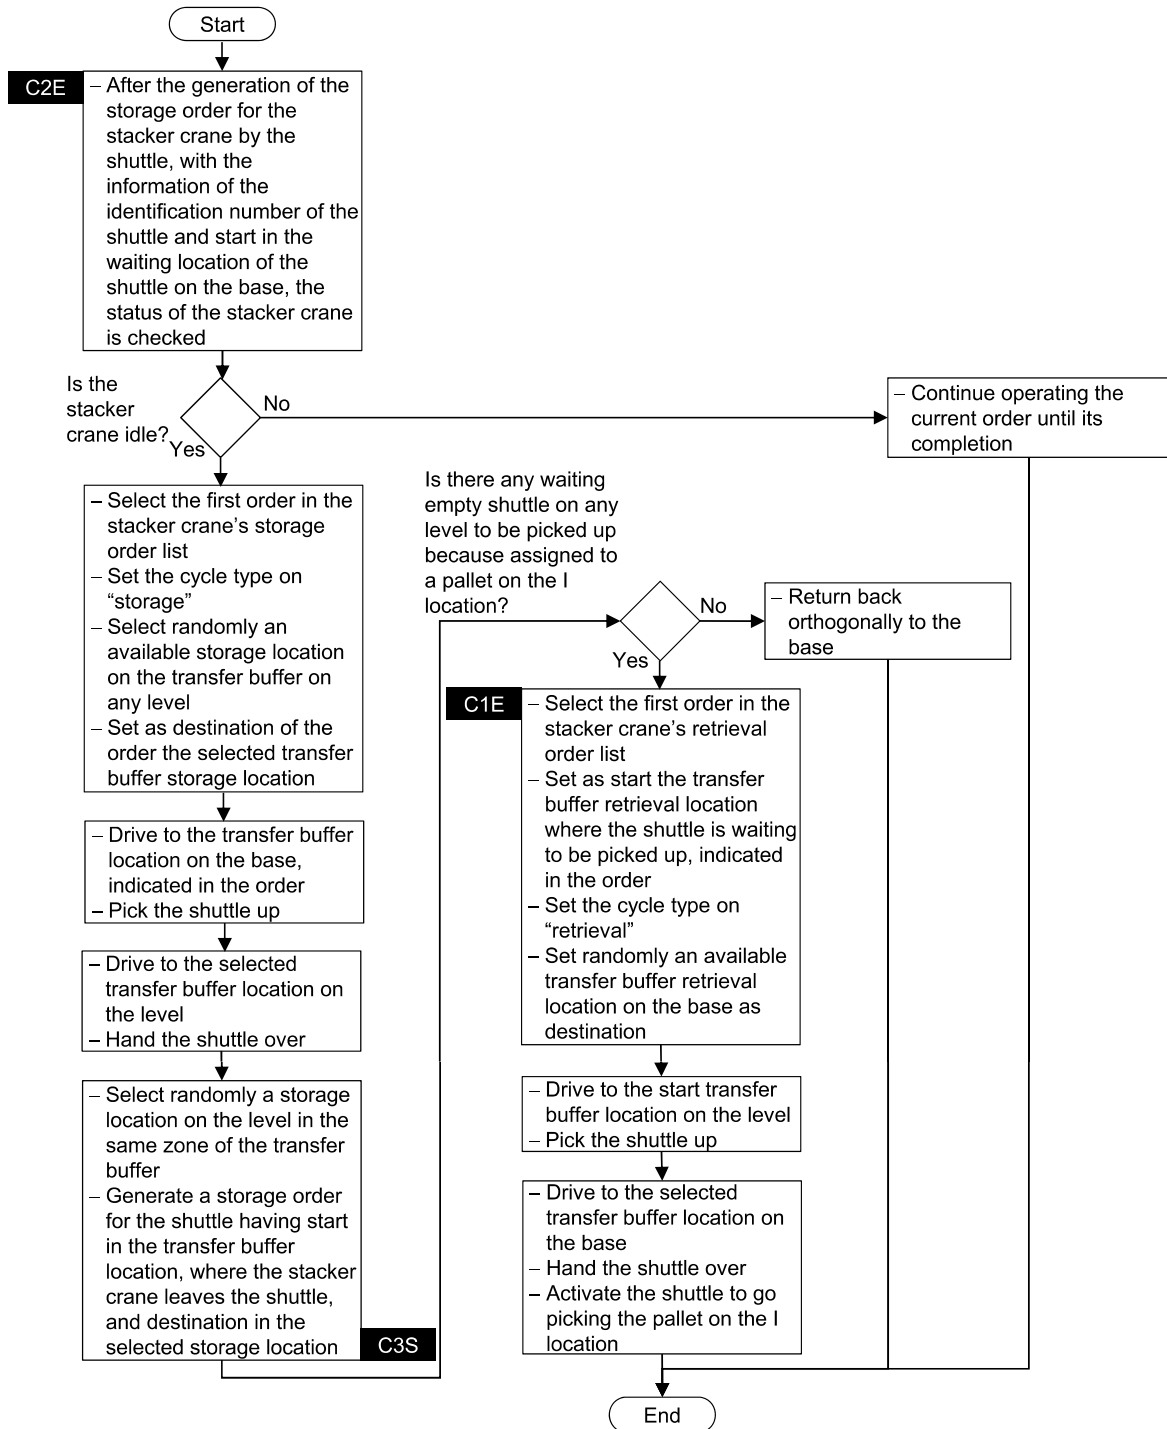 Start
C2E
– After the generation of the
storage order for the
stacker crane by the
shuttle, with the
information of the
identification number of the
shuttle and start in the
waiting location of the
shuttle on the base, the
status of the stacker crane
is checked
Is the
stacker
crane idle?
No
Yes
– Continue operating the
current order until its
completion
– Select the first order in the
stacker crane’s storage
order list
– Set the cycle type on
“storage”
– Select randomly an
available storage location
on the transfer buffer on
any level
– Set as destination of the
order the selected transfer
buffer storage location
– Drive to the transfer buffer
location on the base,
indicated in the order
– Pick the shuttle up
– Drive to the selected
transfer buffer location on
the level
– Hand the shuttle over
– Select randomly a storage
location on the level in the
same zone of the transfer
buffer
– Generate a storage order
for the shuttle having start
in the transfer buffer
location, where the stacker
crane leaves the shuttle,
and destination in the
selected storage location
C3S
Is there any waiting
empty shuttle on any
level to be picked up
because assigned to
a pallet on the I
location?
No
Yes
– Return back
orthogonally to the
base
C1E
– Select the first order in the
stacker crane’s retrieval
order list
– Set as start the transfer
buffer retrieval location
where the shuttle is waiting
to be picked up, indicated
in the order
– Set the cycle type on
“retrieval”
– Set randomly an available
transfer buffer retrieval
location on the base as
destination
– Drive to the start transfer
buffer location on the level
– Pick the shuttle up
– Drive to the selected
transfer buffer location on
the base
– Hand the shuttle over
– Activate the shuttle to go
picking the pallet on the I
location
End